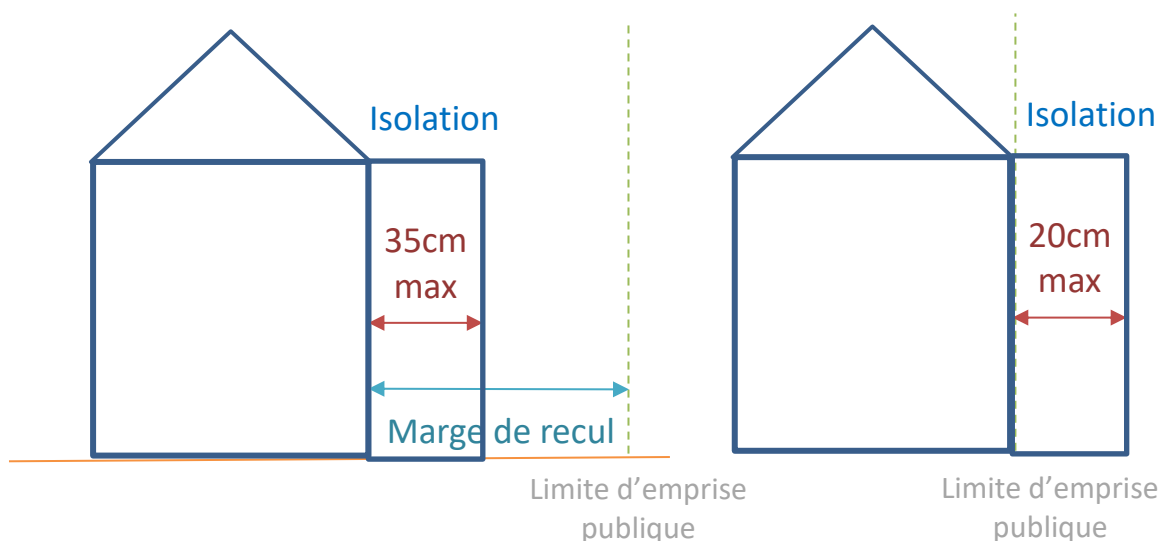 Isolation
35cm
max
Marge de recul
Limite d’emprise
publique
Isolation
20cm
max
Limite d’emprise
publique